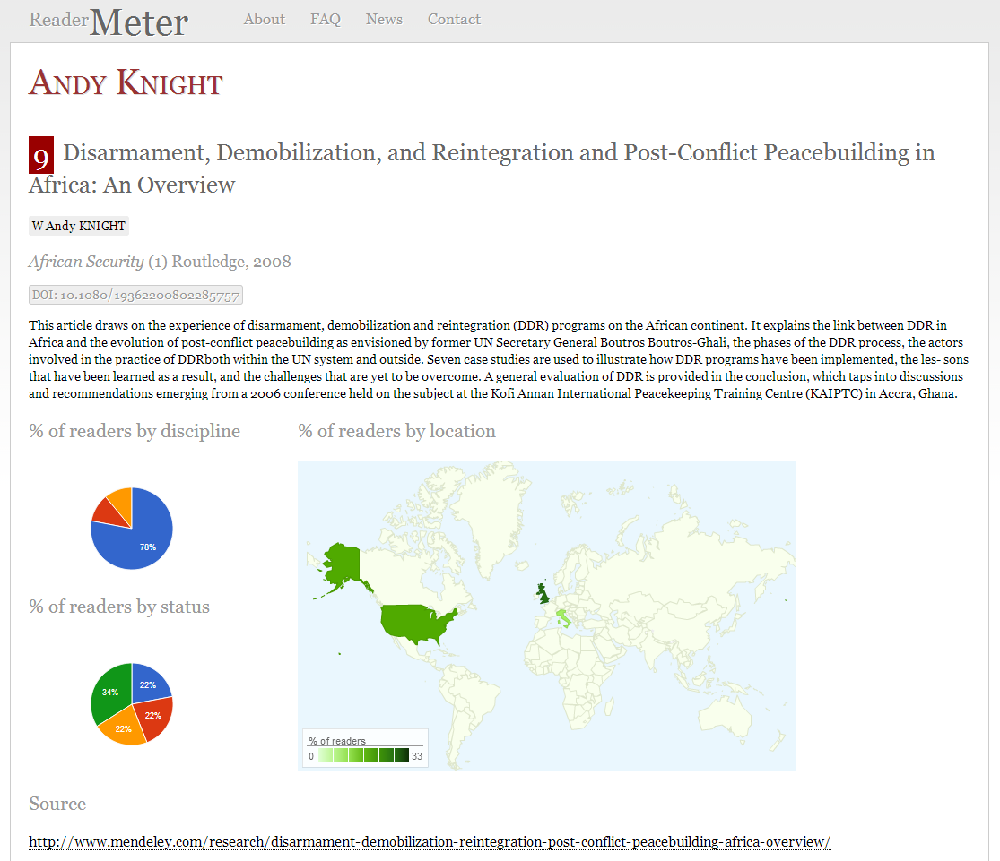 ReaderMeter About FAQ News Contact
Andy Knight
9 Disarmament, Demobilization, and Reintegration and Post-Conflict Peacebuilding in
Africa: An Overview
W Andy KNIGHT
African Security (1) Routledge, 2008
DOI: 10.1080/19362200802285757
This article draws on the experience of disarmament, demobilization and reintegration (DDR) programs on the African continent. It explains the link between DDR in
Africa and the evolution of post-conflict peacebuilding as envisioned by former UN Secretary General Boutros Boutros-Ghali, the phases of the DDR process, the actors
involved in the practice of DDRboth within the UN system and outside. Seven case studies are used to illustrate how DDR programs have been implemented, the les- sons
that have been learned as a result, and the challenges that are yet to be overcome. A general evaluation of DDR is provided in the conclusion, which taps into discussions
and recommendations emerging from a 2006 conference held on the subject at the Kofi Annan International Peacekeeping Training Centre (KAIPTC) in Accra, Ghana.
% of readers by discipline
78%
% of readers by status
34%
22%
22%
22%
% of readers by location
% of readers
0 33
Source
http://www.mendeley.com/research/disarmament-demobilization-reintegration-post-conflict-peacebuilding-africa-overview/